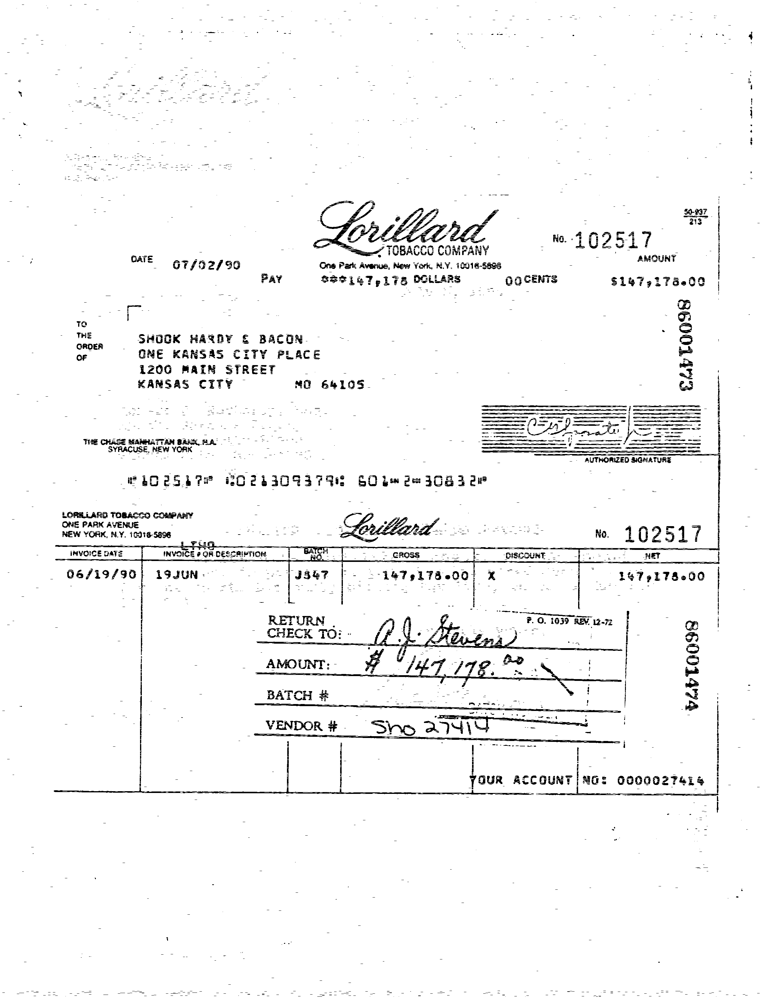 50-937
213
Lorillard
TOBACCO COMPANY
No. 102517
One Park Avenue, New York, N.Y. 10016-5896
AMOUNT
DATE 07/02/90
PAY ***147,178 DOLLARS 00 CENTS $147,178.00
86001473
TO
THE
ORDER
OF
SHOOK HARDY & BACON
ONE KANSAS CITY PLACE
1200 MAIN STREET
KANSAS CITY MO 64105
THE CHASE MANHATTAN BANK, N.A.
SYRACUSE, NEW YORK
AUTHORIZED SIGNATURE
⑈102517⑈ ⑆021309379⑆ 601⑉2⑉30832⑈
LORILLARD TOBACCO COMPANY
ONE PARK AVENUE
NEW YORK, N.Y. 10016-5896
Lorillard
No. 102517
INVOICE DATE INVOICE # OR DESCRIPTION BATCH NO. GROSS DISCOUNT NET
06/19/90 19JUN J347 147,178.00 X 147,178.00
P. O. 1039 REV. 12-72
RETURN
CHECK TO: A.J. Stevens
AMOUNT: $ 147,178.00
BATCH #
VENDOR # Sho 27414
86001474
YOUR ACCOUNT NO: 0000027414